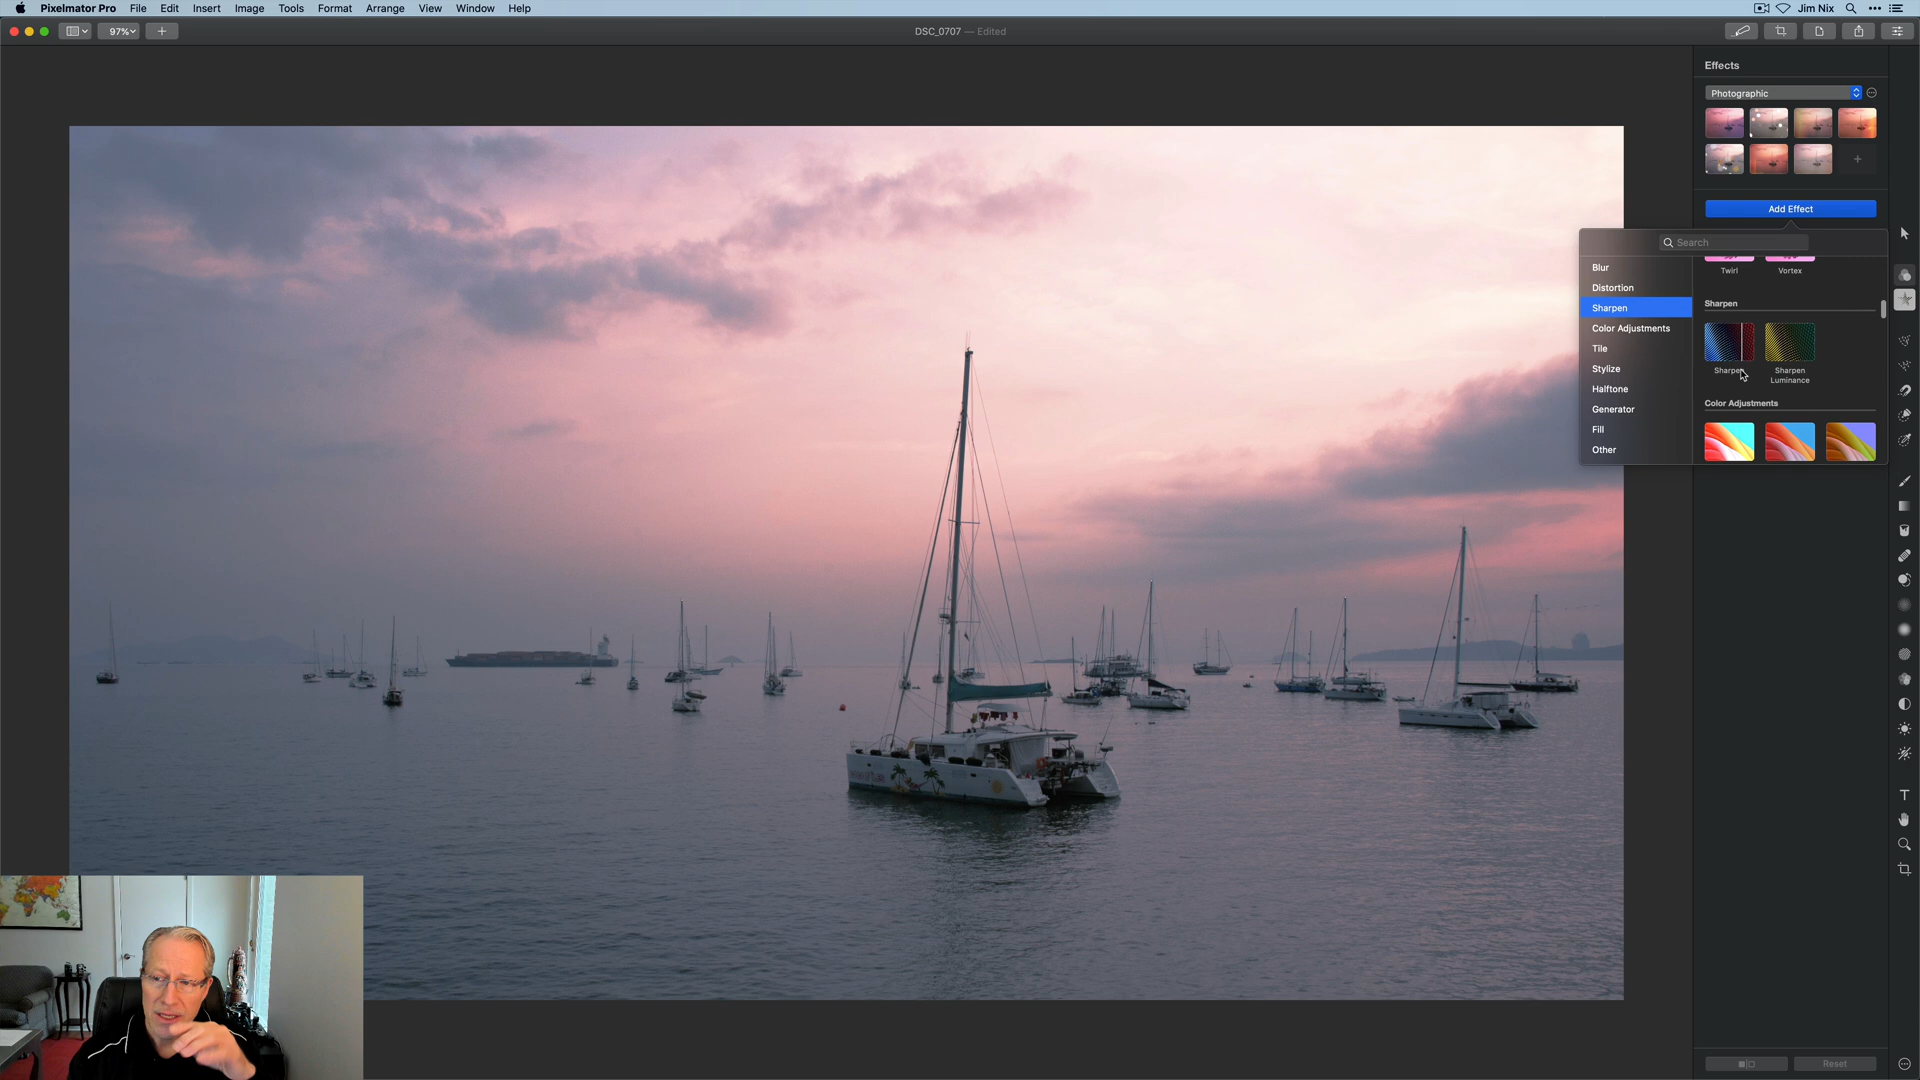 Pixelmator Pro File Edit Insert Image Tools Format Arrange View Window Help Jim Nix
97% DSC_0707 — Edited
Effects
Photographic
Add Effect
Search
Blur
Distortion
Sharpen
Color Adjustments
Tile
Stylize
Halftone
Generator
Fill
Other
Twirl Vortex
Sharpen
Sharpen Sharpen
Luminance
Color Adjustments
Reset